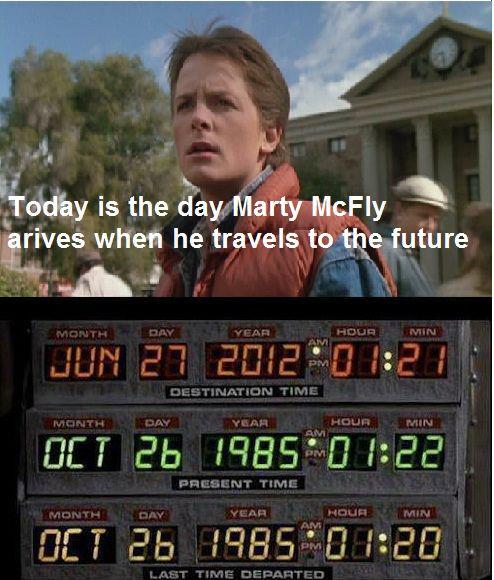 Today is the day Marty McFly
arives when he travels to the future
MONTH DAY YEAR HOUR MIN
AM
JUN 27 2012 PM 01:21
DESTINATION TIME
MONTH DAY YEAR HOUR MIN
AM
OCT 26 1985 PM 01:22
PRESENT TIME
MONTH DAY YEAR HOUR MIN
AM
OCT 26 1985 PM 01:20
LAST TIME DEPARTED